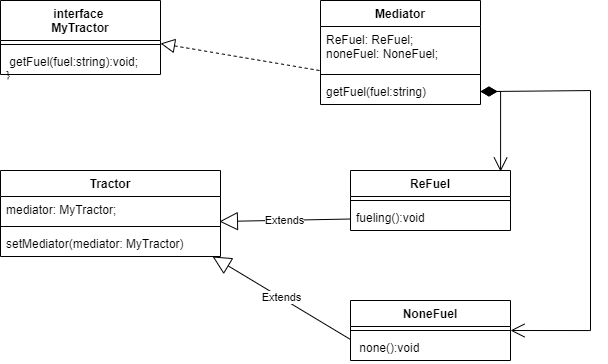 interface
MyTractor
getFuel(fuel:string):void;
}
Mediator
ReFuel: ReFuel;
noneFuel: NoneFuel;
getFuel(fuel:string)
Tractor
mediator: MyTractor;
setMediator(mediator: MyTractor)
Extends
ReFuel
fueling():void
Extends
NoneFuel
none():void